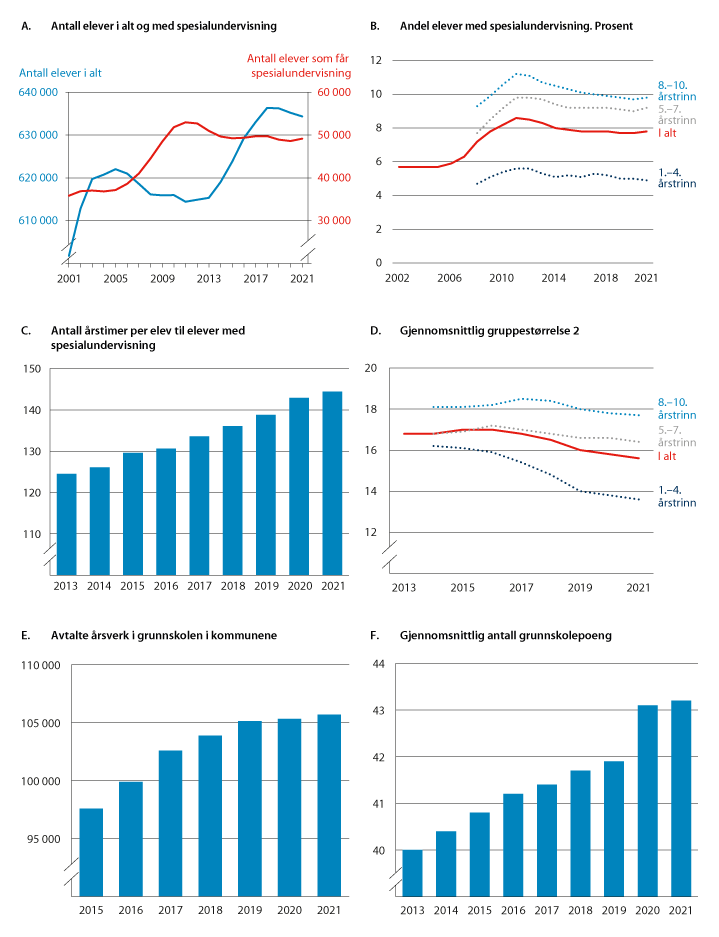 A. Antall elever i alt og med spesialundervisning
Antall elever i alt
Antall elever som får
spesialundervisning
640 000
630 000
620 000
610 000
60 000
50 000
40 000
30 000
2001 2005 2009 2013 2017 2021
B. Andel elever med spesialundervisning. Prosent
12
10
8
6
4
2
0
8.–10.
årstrinn
5.–7.
årstrinn
I alt
1.–4.
årstrinn
2002 2006 2010 2014 2018 2021
C. Antall årstimer per elev til elever med
spesialundervisning
150
140
130
120
110
2013 2014 2015 2016 2017 2018 2019 2020 2021
D. Gjennomsnittlig gruppestørrelse 2
20
18
16
14
12
8.–10.
årstrinn
5.–7.
årstrinn
I alt
1.–4.
årstrinn
2013 2015 2017 2019 2021
E. Avtalte årsverk i grunnskolen i kommunene
110 000
105 000
100 000
95 000
2015 2016 2017 2018 2019 2020 2021
F. Gjennomsnittlig antall grunnskolepoeng
44
43
42
41
40
2013 2014 2015 2016 2017 2018 2019 2020 2021